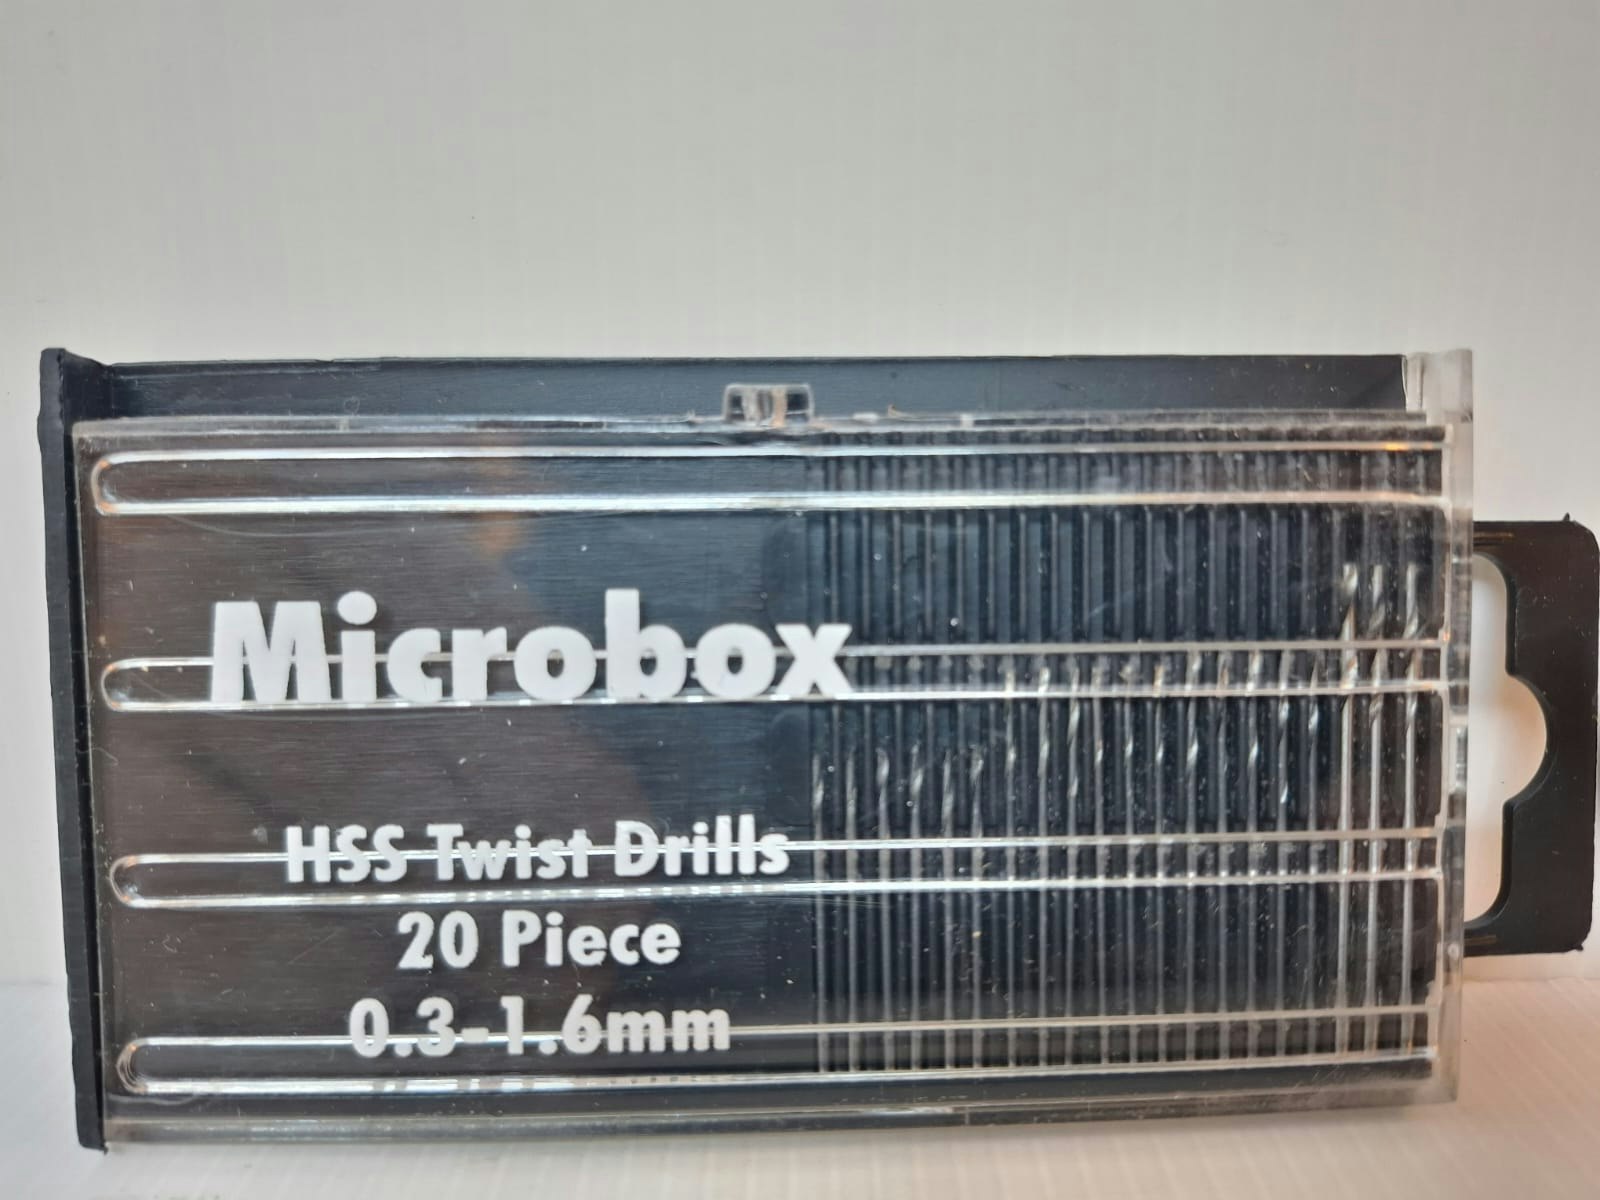 Microbox
HSS Twist Drills
20 Piece
0.3-1.6mm